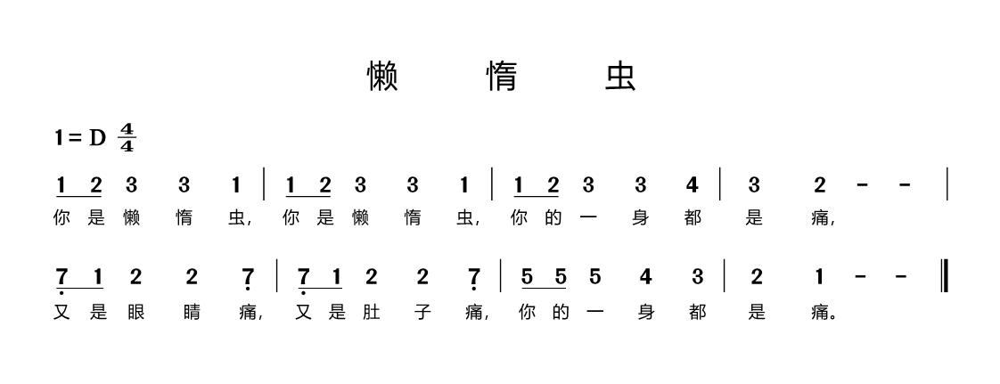 懒 惰 虫
1 = D 4/4
1 2 3 3 1 | 1 2 3 3 1 | 1 2 3 3 4 | 3 2 - - |
你 是 懒 惰 虫, 你 是 懒 惰 虫, 你 的 一 身 都 是 痛,
7̣ 1 2 2 7̣ | 7̣ 1 2 2 7̣ | 5 5 5 4 3 | 2 1 - - ‖
又 是 眼 睛 痛, 又 是 肚 子 痛, 你 的 一 身 都 是 痛。